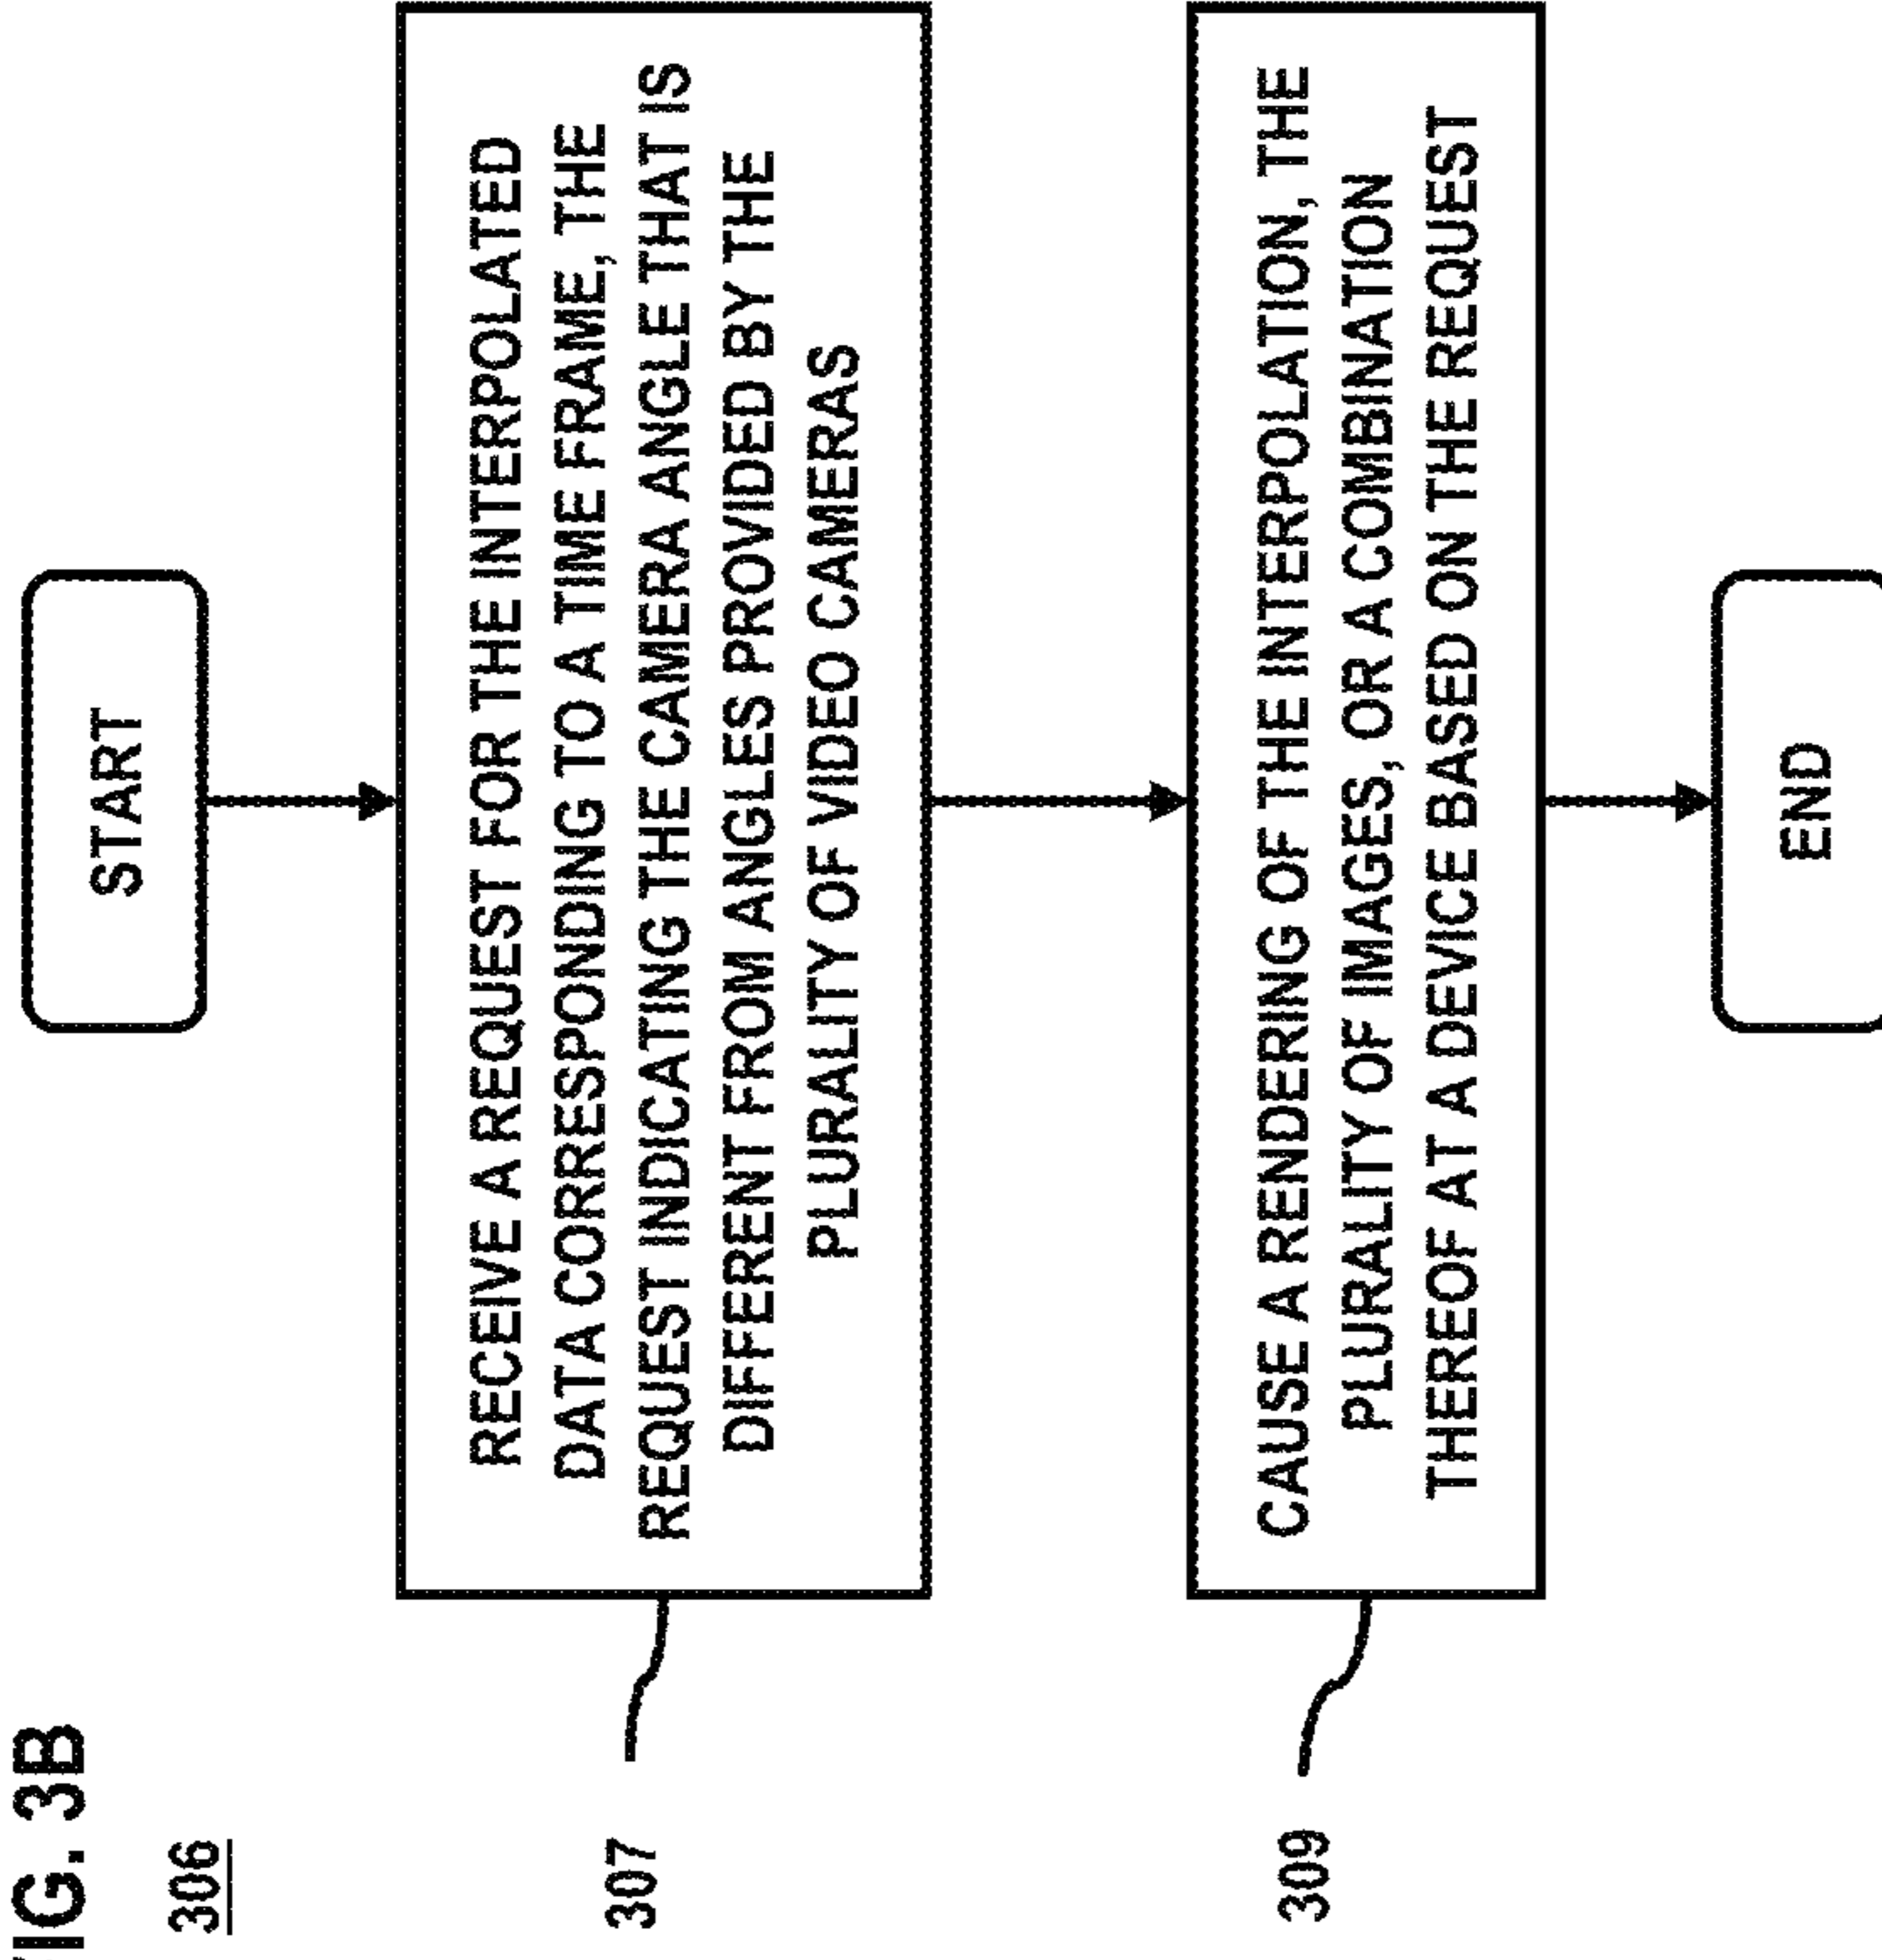 FIG. 3B
306
START
307
RECEIVE A REQUEST FOR THE INTERPOLATED
DATA CORRESPONDING TO A TIME FRAME, THE
REQUEST INDICATING THE CAMERA ANGLE THAT IS
DIFFERENT FROM ANGLES PROVIDED BY THE
PLURALITY OF VIDEO CAMERAS
309
CAUSE A RENDERING OF THE INTERPOLATION, THE
PLURALITY OF IMAGES, OR A COMBINATION
THEREOF AT A DEVICE BASED ON THE REQUEST
END